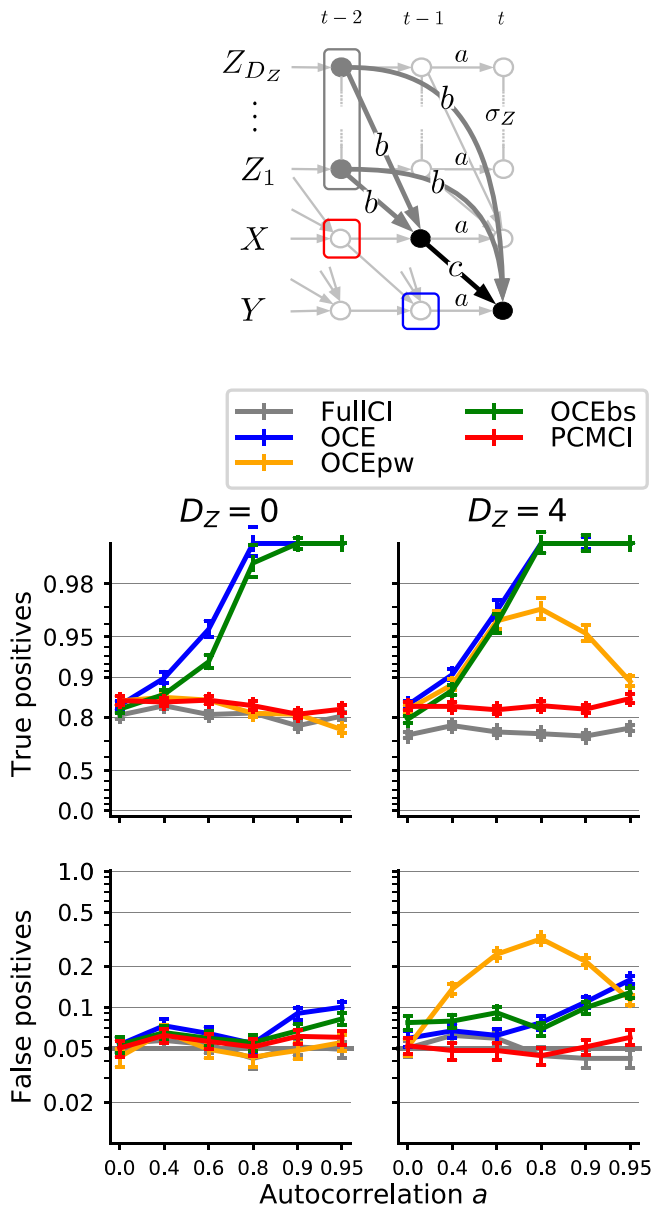 t − 2 t − 1 t
Z_{D_Z} a
b σ_Z
⋮ b
Z_1 a
b b
X a
c
Y a
FullCI OCEbs
OCE PCMCI
OCEpw
D_Z = 0 D_Z = 4
True positives
0.98
0.95
0.9
0.8
0.5
0.0
False positives
1.0
0.5
0.2
0.1
0.05
0.02
0.0 0.4 0.6 0.8 0.9 0.95 0.0 0.4 0.6 0.8 0.9 0.95
Autocorrelation a